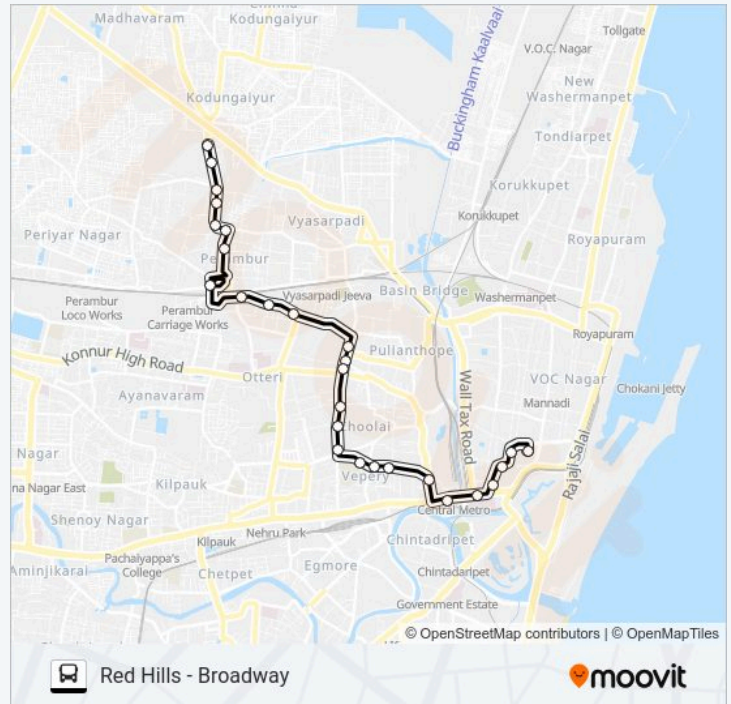 Madhavaram
Kodungaiyur
Tollgate
V.O.C. Nagar
New
Washermanpet
Kodungaiyur
Buckingham Kaalvaai
Tondiarpet
Korukkupet
Vyasarpadi
Korukkupet
Periyar Nagar
Royapuram
Perambur
Perambur
Loco Works
Perambur
Carriage Works
Vyasarpadi Jeeva
Basin Bridge
Washermanpet
Royapuram
Konnur High Road
Pulianthope
Otteri
VOC Nagar
Chokani Jetty
Ayanavaram
Wall Tax Road
Mannadi
Choolai
Nagar
Rajaji Salai
Kilpauk
Vepery
na Nagar East
Shenoy Nagar
Central Metro
Nehru Park
Kilpauk
Chintadripet
Pachaiyappa's
College
Egmore
Aminjikarai
Chetpet
Chintadaripet
Government Estate
© OpenStreetMap contributors | © OpenMapTiles
Red Hills - Broadway
moovit